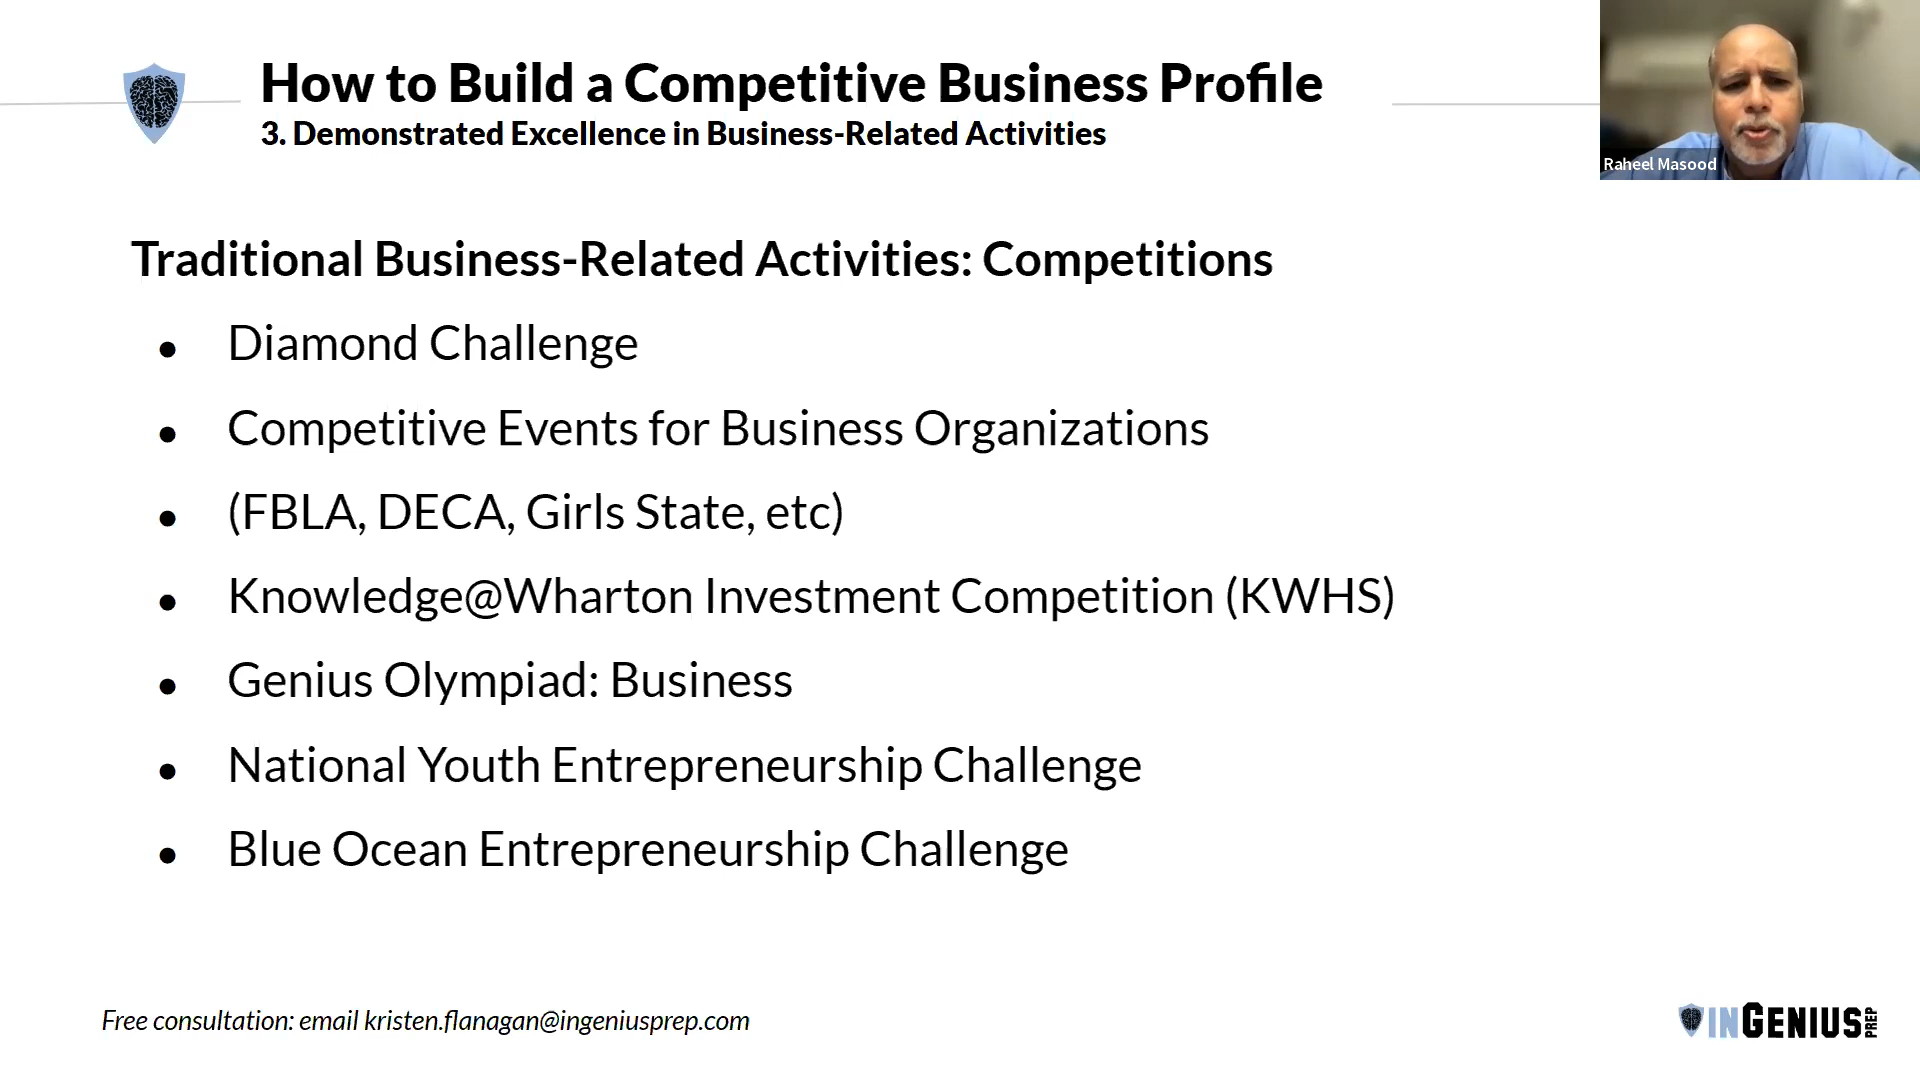 How to Build a Competitive Business Profile
3. Demonstrated Excellence in Business-Related Activities
Raheel Masood
Traditional Business-Related Activities: Competitions
● Diamond Challenge
● Competitive Events for Business Organizations
● (FBLA, DECA, Girls State, etc)
● Knowledge@Wharton Investment Competition (KWHS)
● Genius Olympiad: Business
● National Youth Entrepreneurship Challenge
● Blue Ocean Entrepreneurship Challenge
Free consultation: email kristen.flanagan@ingeniusprep.com
INGENIUS PREP